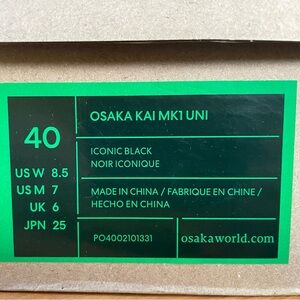 40
US W 8.5
US M 7
UK 6
JPN 25
OSAKA KAI MK1 UNI
ICONIC BLACK
NOIR ICONIQUE
MADE IN CHINA / FABRIQUE EN CHINE /
HECHO EN CHINA
PO4002101331
osakaworld.com